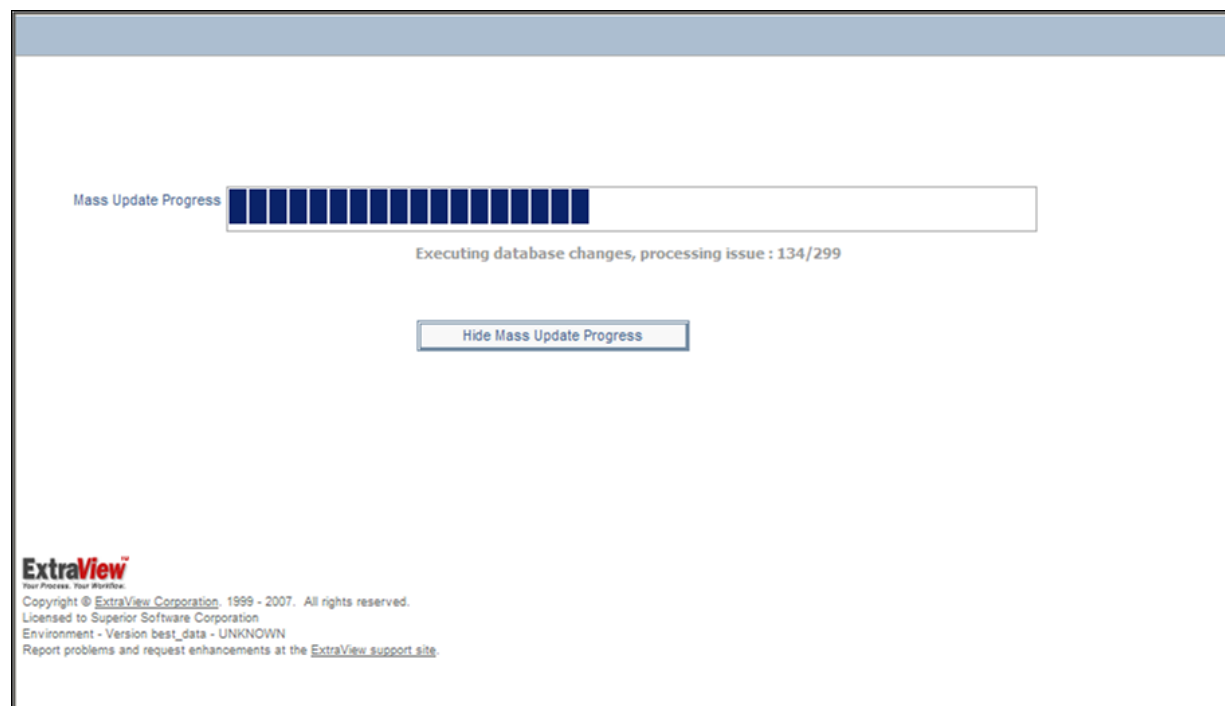 Mass Update Progress
Executing database changes, processing issue : 134/299
Hide Mass Update Progress
ExtraView™
Your Process. Your Workflow.
Copyright © ExtraView Corporation. 1999 - 2007. All rights reserved.
Licensed to Superior Software Corporation
Environment - Version best_data - UNKNOWN
Report problems and request enhancements at the ExtraView support site.